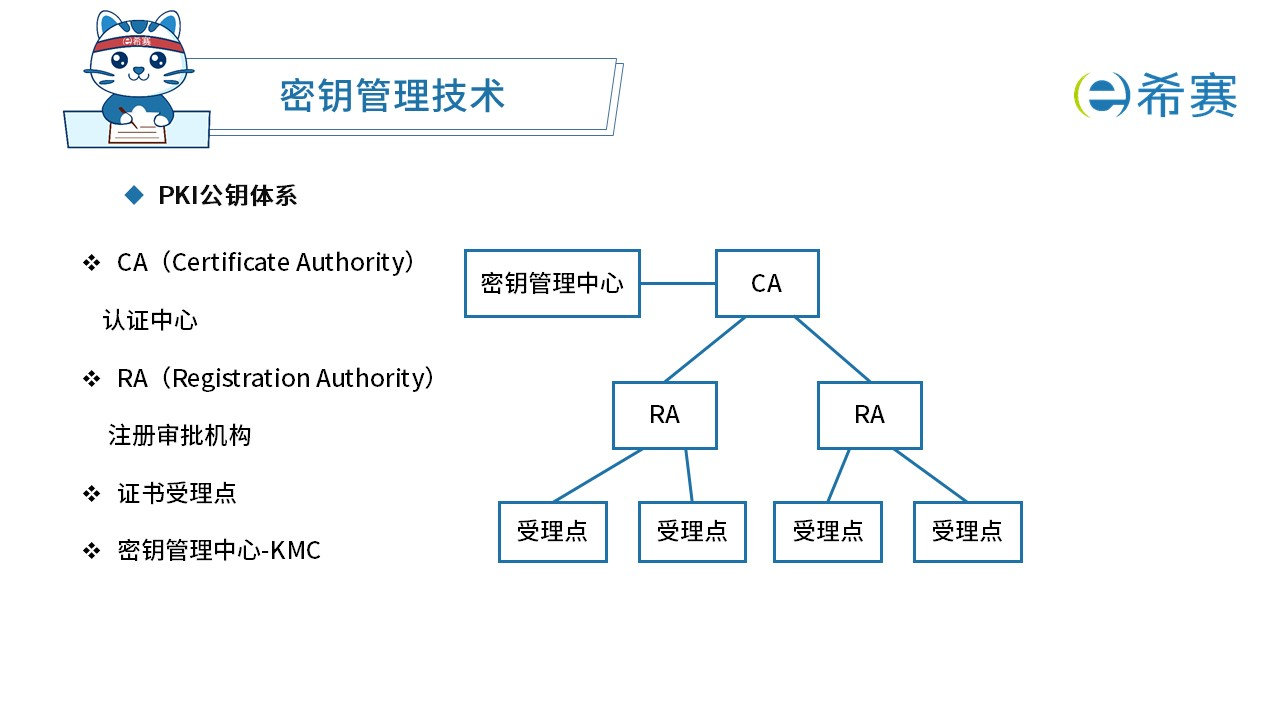 希赛
密钥管理技术
希赛
PKI公钥体系
CA（Certificate Authority）
认证中心
RA（Registration Authority）
注册审批机构
证书受理点
密钥管理中心-KMC
密钥管理中心
CA
RA
RA
受理点
受理点
受理点
受理点